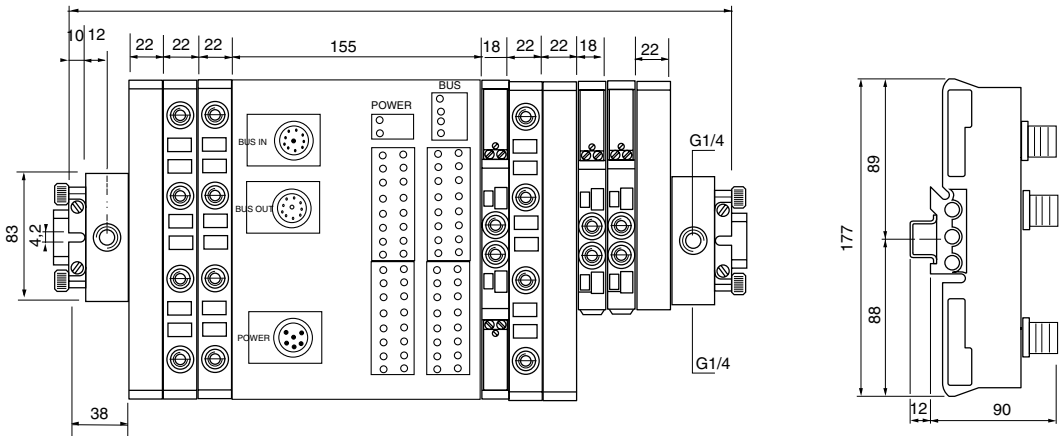 10 12
22 22 22 155 18 22 22 18 22
BUS
POWER
BUS IN
G1/4
89
BUS OUT
83
4,2
177
88
POWER
G1/4
38
12 90